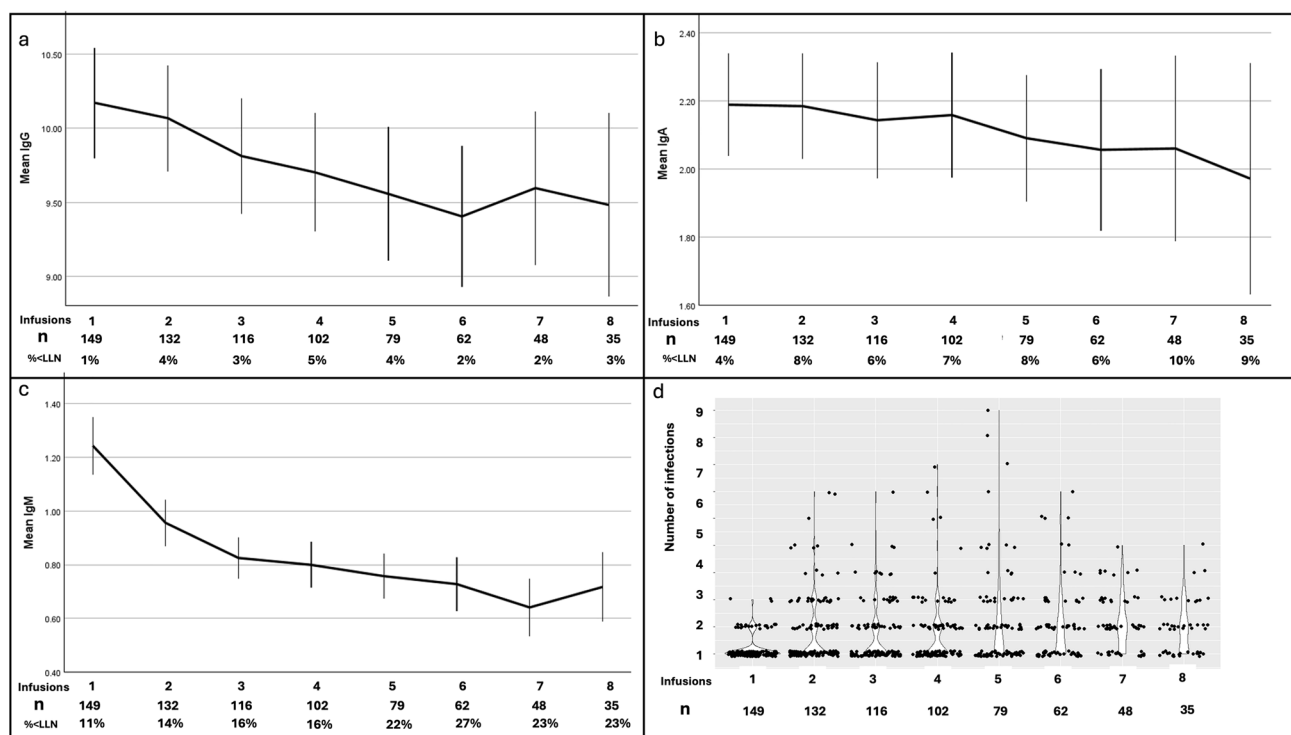 a
10.50
10.00
9.50
9.00
Mean IgG
Infusions 1 2 3 4 5 6 7 8
n 149 132 116 102 79 62 48 35
%<LLN 1% 4% 3% 5% 4% 2% 2% 3%
b
2.40
2.20
2.00
1.80
1.60
Mean IgA
Infusions 1 2 3 4 5 6 7 8
n 149 132 116 102 79 62 48 35
%<LLN 4% 8% 6% 7% 8% 6% 10% 9%
c
1.40
1.20
1.00
0.80
0.60
0.40
Mean IgM
Infusions 1 2 3 4 5 6 7 8
n 149 132 116 102 79 62 48 35
%<LLN 11% 14% 16% 16% 22% 27% 23% 23%
d
9
8
7
6
5
4
3
2
1
Number of infections
Infusions 1 2 3 4 5 6 7 8
n 149 132 116 102 79 62 48 35